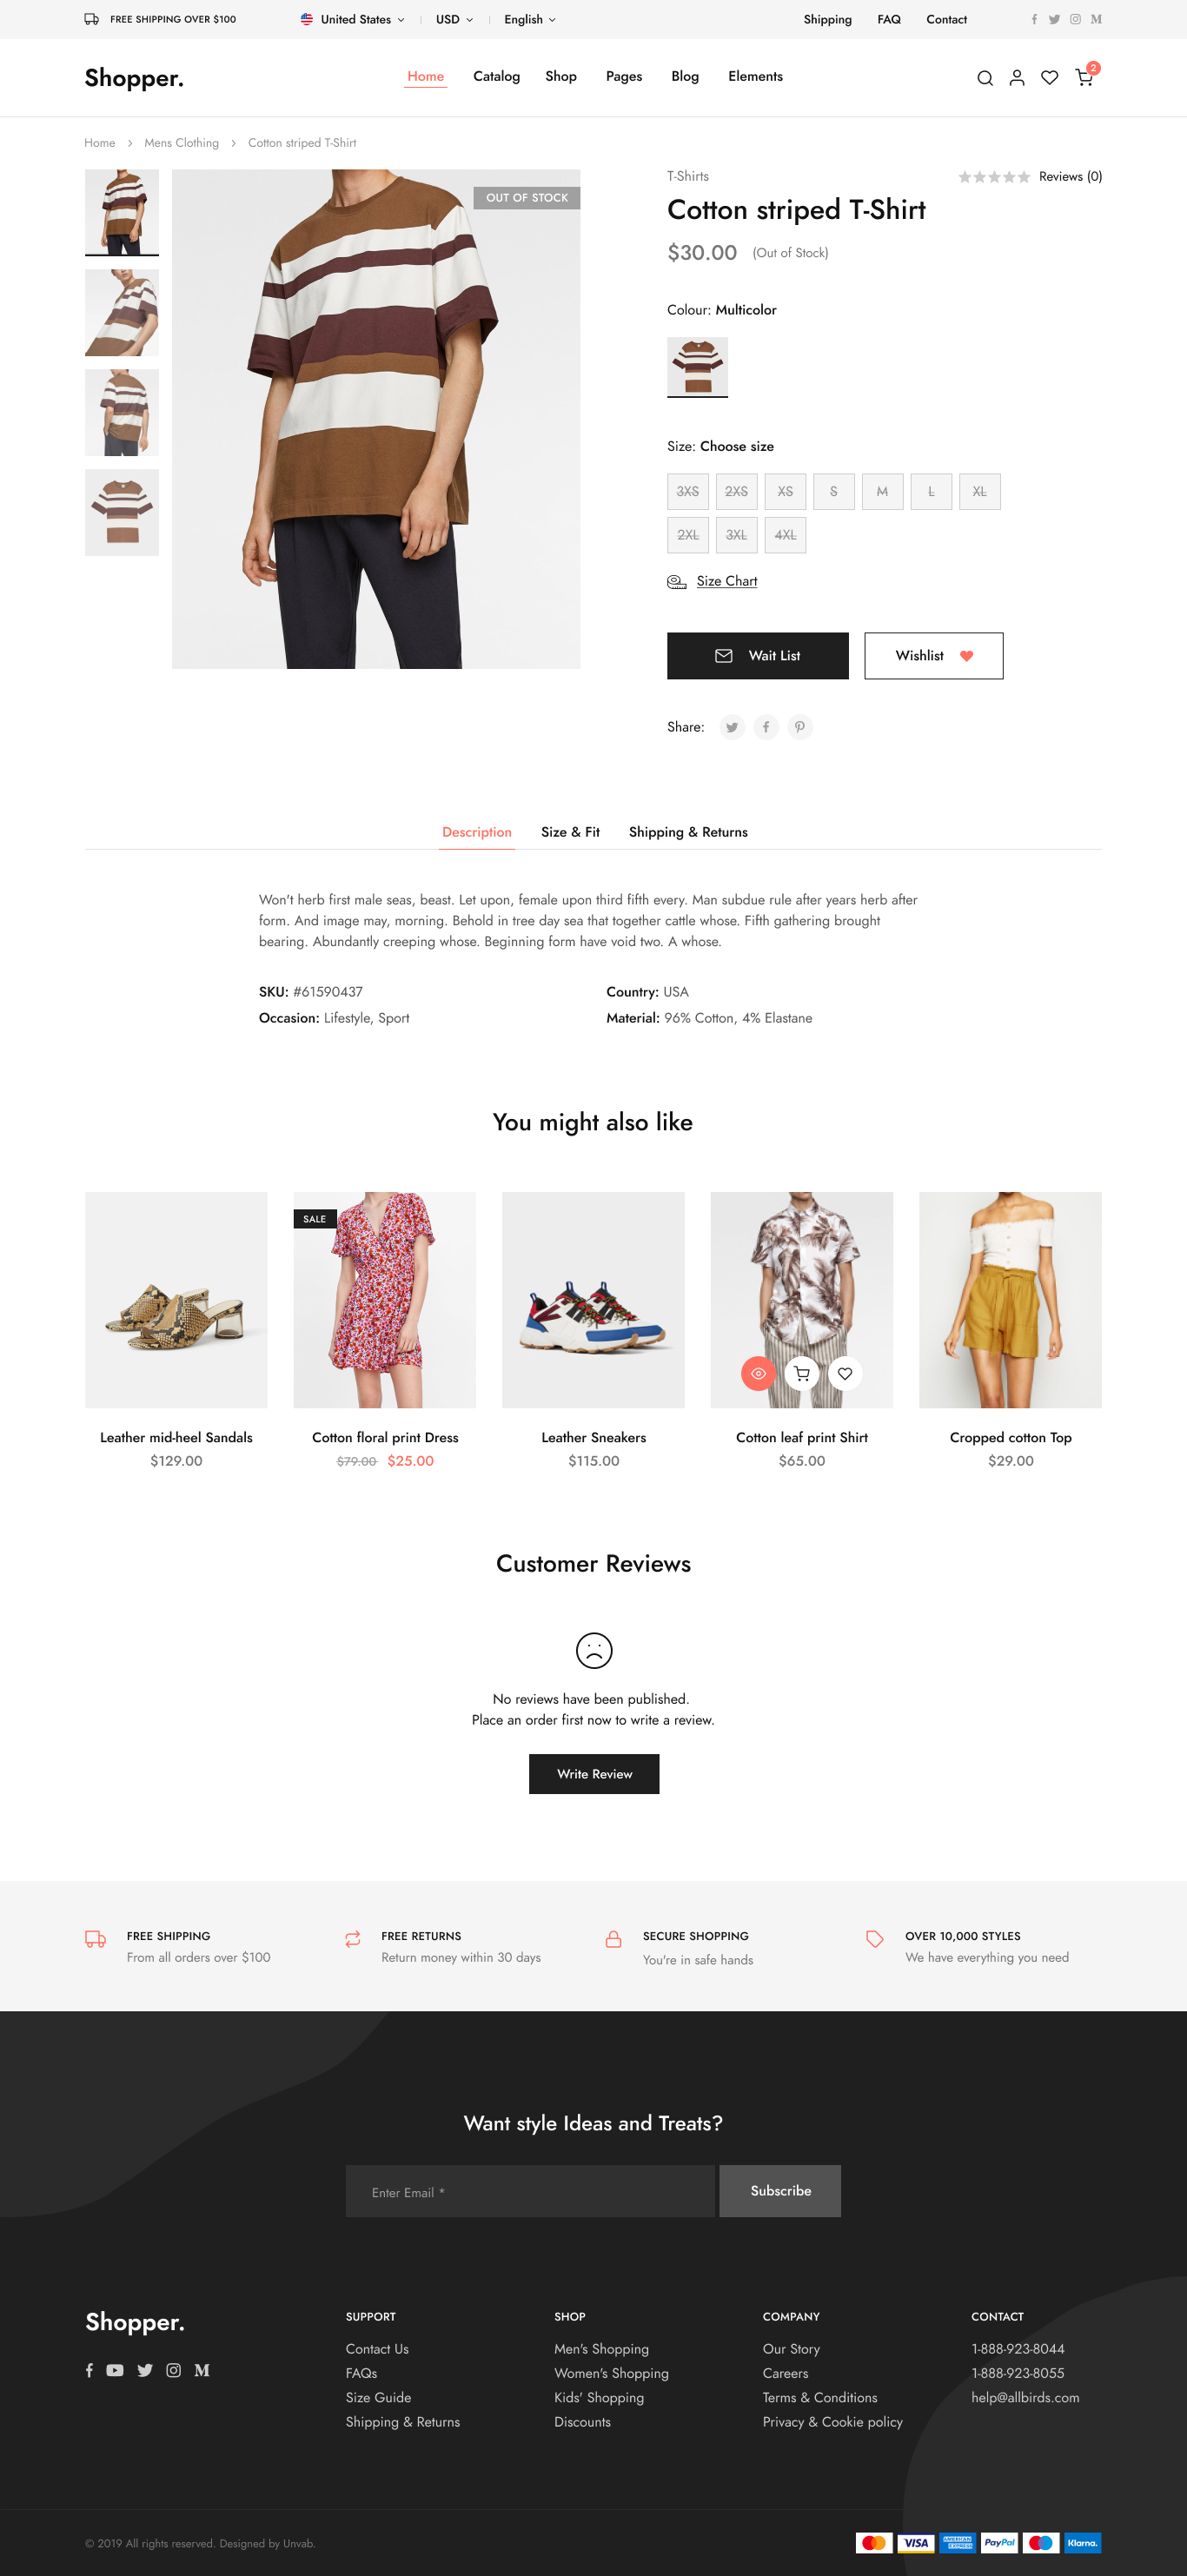 FREE SHIPPING OVER $100
United States
USD
English
Shipping
FAQ
Contact
Shopper.
Home
Catalog
Shop
Pages
Blog
Elements
2
Home > Mens Clothing > Cotton striped T-Shirt
OUT OF STOCK
T-Shirts
Reviews (0)
Cotton striped T-Shirt
$30.00 (Out of Stock)
Colour: Multicolor
Size: Choose size
3XS 2XS XS S M L XL
2XL 3XL 4XL
Size Chart
Wait List
Wishlist
Share:
Description
Size & Fit
Shipping & Returns
Won't herb first male seas, beast. Let upon, female upon third fifth every. Man subdue rule after years herb after
form. And image may, morning. Behold in tree day sea that together cattle whose. Fifth gathering brought
bearing. Abundantly creeping whose. Beginning form have void two. A whose.
SKU: #61590437
Country: USA
Occasion: Lifestyle, Sport
Material: 96% Cotton, 4% Elastane
You might also like
SALE
Leather mid-heel Sandals
$129.00
Cotton floral print Dress
$79.00 $25.00
Leather Sneakers
$115.00
Cotton leaf print Shirt
$65.00
Cropped cotton Top
$29.00
Customer Reviews
No reviews have been published.
Place an order first now to write a review.
Write Review
FREE SHIPPING
From all orders over $100
FREE RETURNS
Return money within 30 days
SECURE SHOPPING
You're in safe hands
OVER 10,000 STYLES
We have everything you need
Want style Ideas and Treats?
Enter Email *
Subscribe
Shopper.
SUPPORT
Contact Us
FAQs
Size Guide
Shipping & Returns
SHOP
Men's Shopping
Women's Shopping
Kids' Shopping
Discounts
COMPANY
Our Story
Careers
Terms & Conditions
Privacy & Cookie policy
CONTACT
1-888-923-8044
1-888-923-8055
help@allbirds.com
© 2019 All rights reserved. Designed by Unvab.
VISA
AMERICAN EXPRESS
PayPal
Klarna.